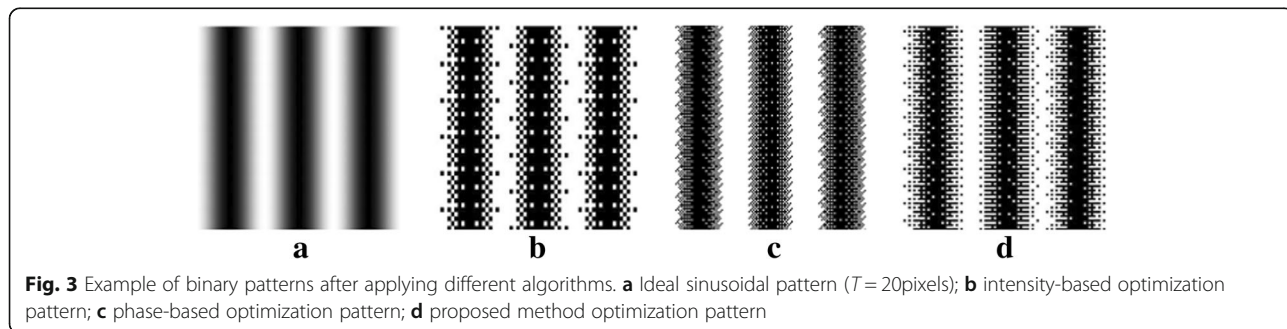 a b c d
Fig. 3 Example of binary patterns after applying different algorithms. a Ideal sinusoidal pattern (T = 20pixels); b intensity-based optimization
pattern; c phase-based optimization pattern; d proposed method optimization pattern